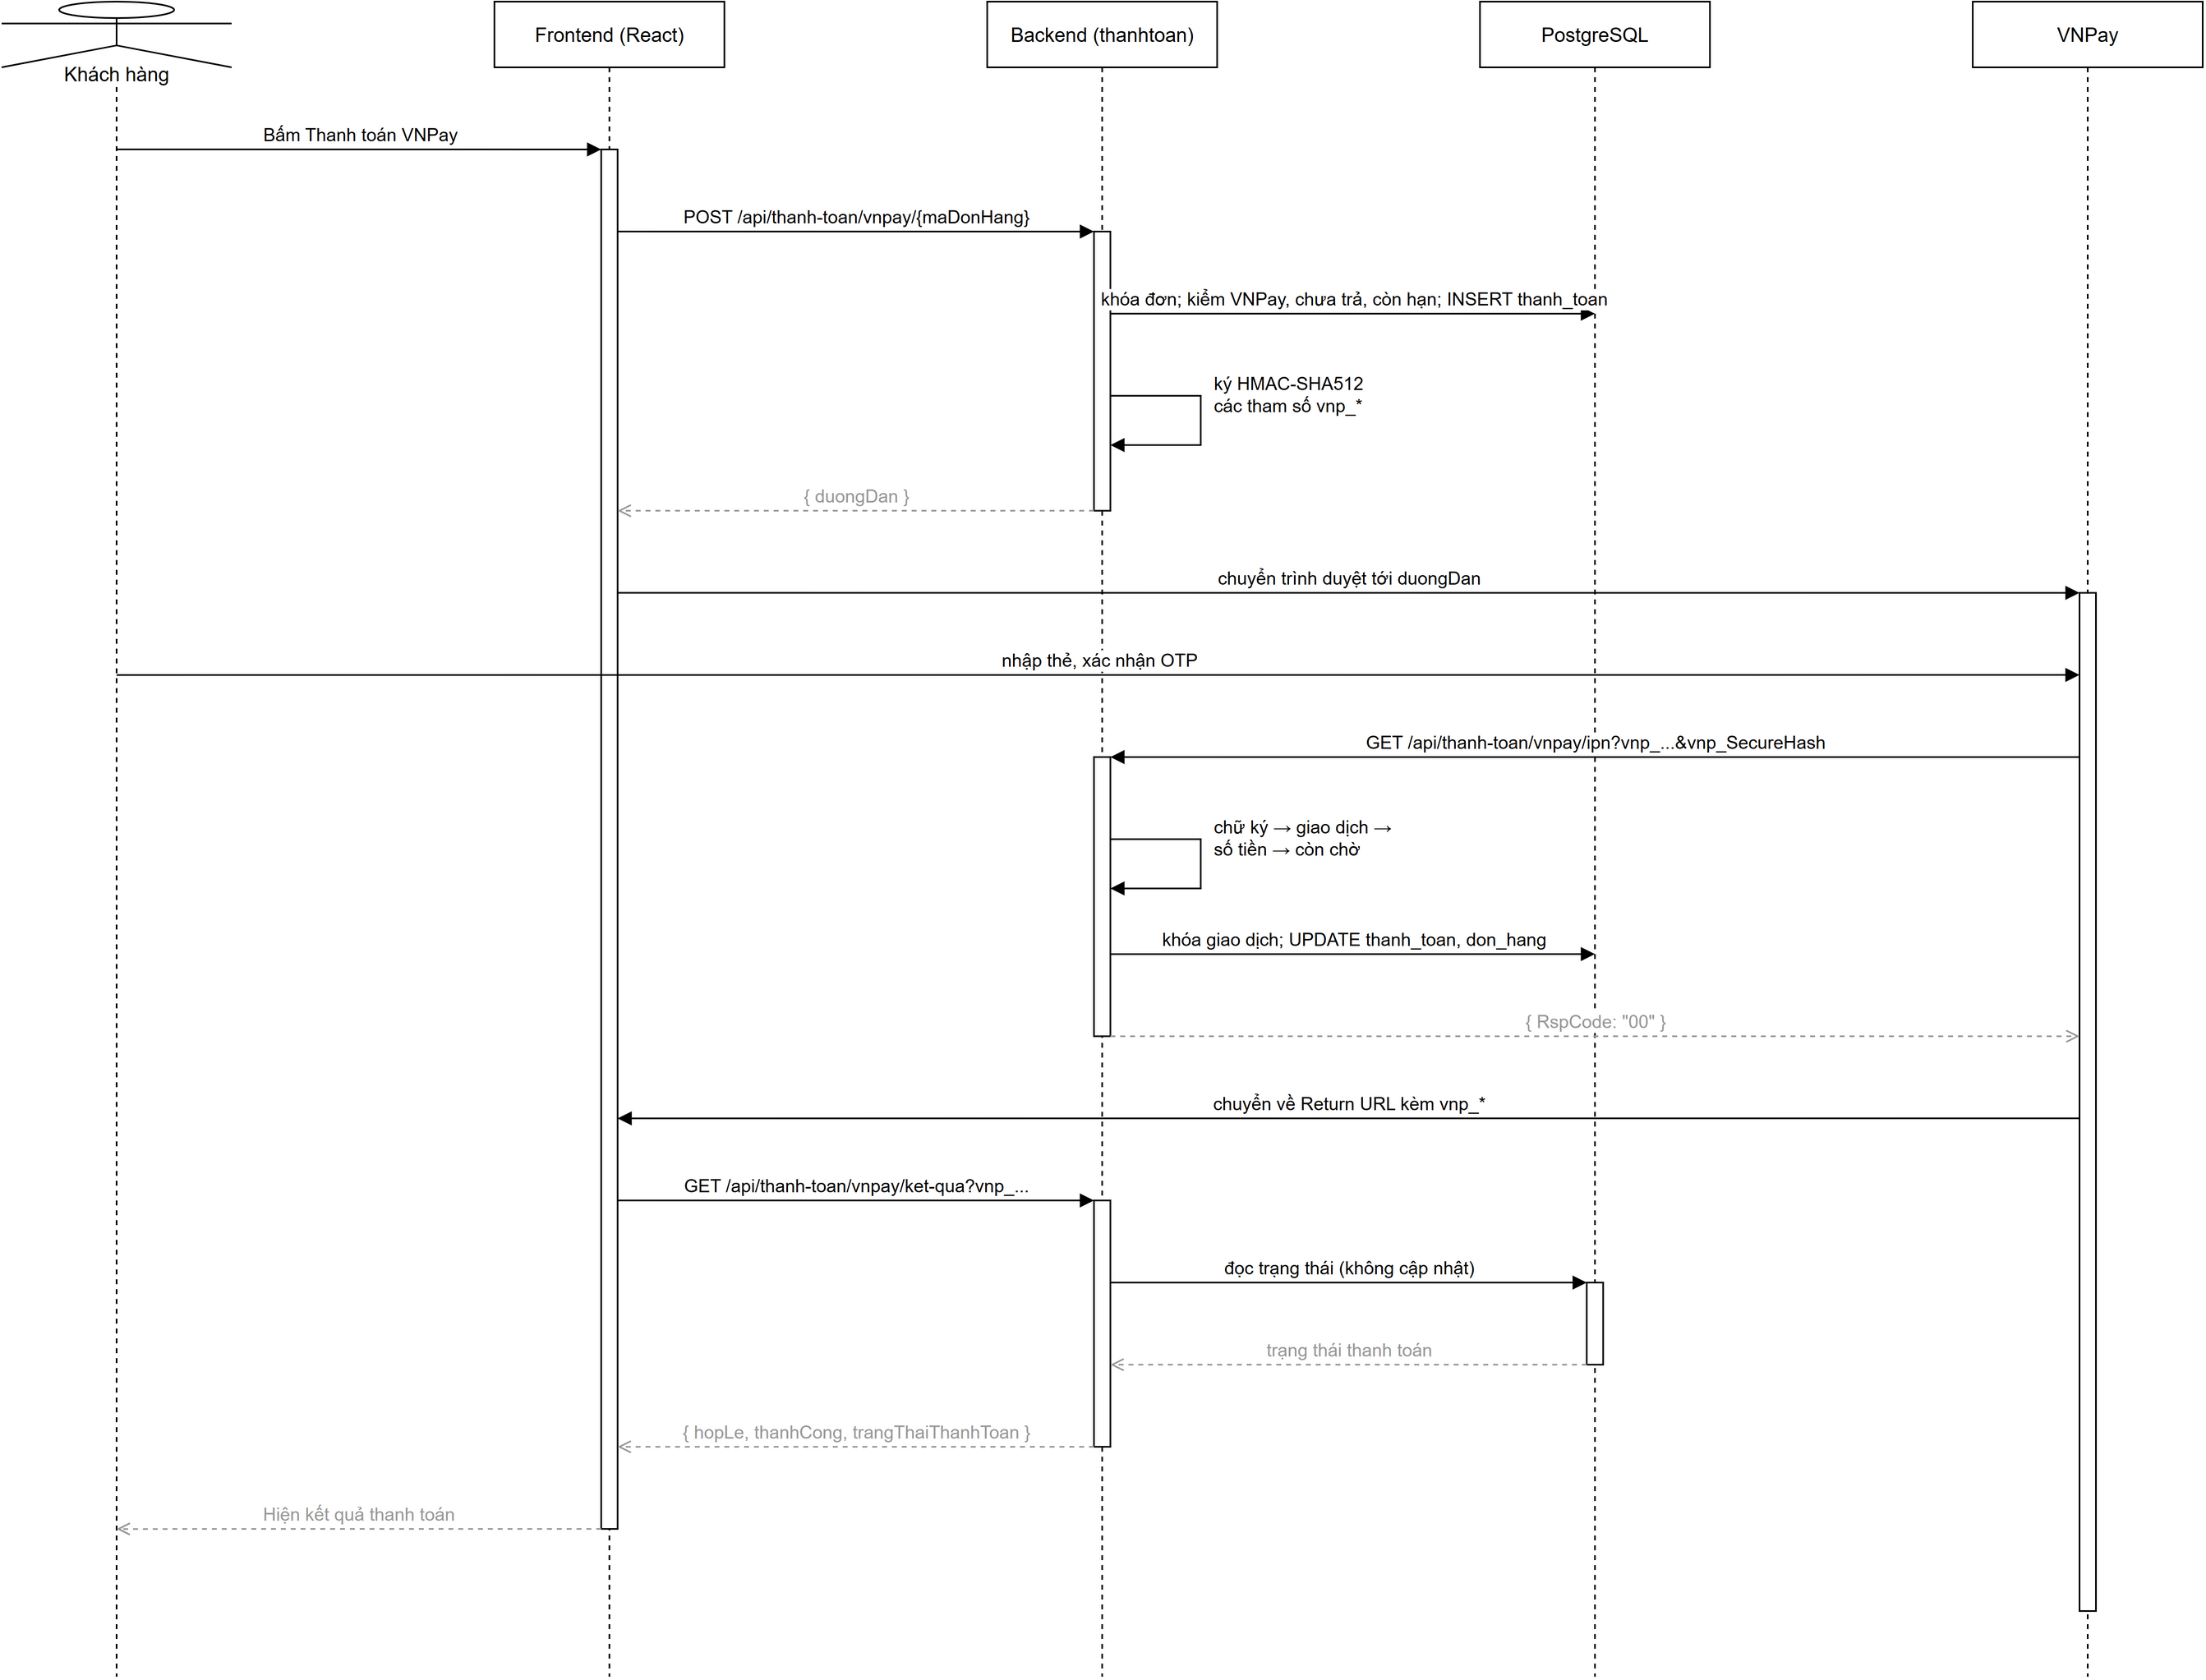 Khách hàng
Frontend (React)
Backend (thanhtoan)
PostgreSQL
VNPay
Bấm Thanh toán VNPay
POST /api/thanh-toan/vnpay/{maDonHang}
khóa đơn; kiểm VNPay, chưa trả, còn hạn; INSERT thanh_toan
ký HMAC-SHA512
các tham số vnp_*
{ duongDan }
chuyển trình duyệt tới duongDan
nhập thẻ, xác nhận OTP
GET /api/thanh-toan/vnpay/ipn?vnp_...&vnp_SecureHash
chữ ký → giao dịch →
số tiền → còn chờ
khóa giao dịch; UPDATE thanh_toan, don_hang
{ RspCode: "00" }
chuyển về Return URL kèm vnp_*
GET /api/thanh-toan/vnpay/ket-qua?vnp_...
đọc trạng thái (không cập nhật)
trạng thái thanh toán
{ hopLe, thanhCong, trangThaiThanhToan }
Hiện kết quả thanh toán